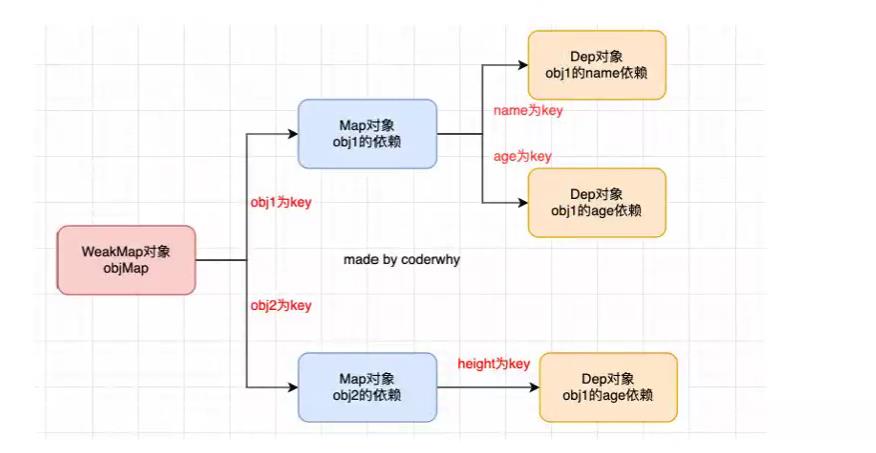 Dep对象
obj1的name依赖
name为key
Map对象
obj1的依赖
age为key
Dep对象
obj1的age依赖
obj1为key
WeakMap对象
objMap
made by coderwhy
obj2为key
height为key
Map对象
obj2的依赖
Dep对象
obj1的age依赖